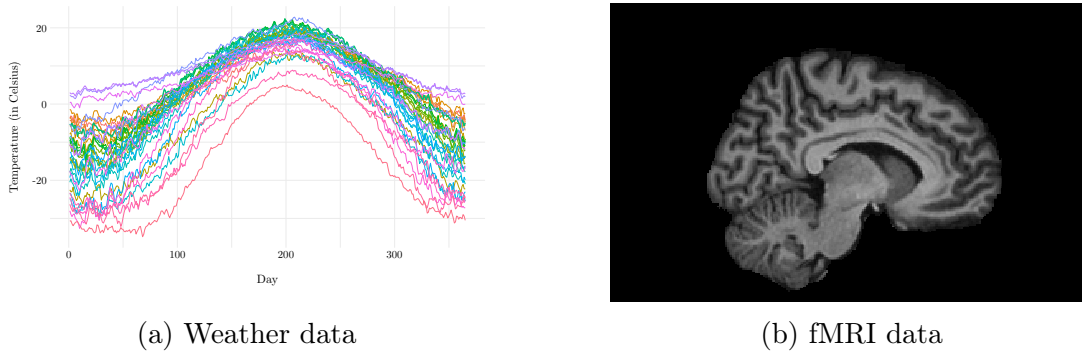 20
0
-20
Temperature (in Celsius)
0 100 200 300
Day
(a) Weather data
(b) fMRI data